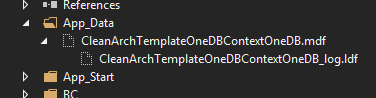 References
App_Data
CleanArchTemplateOneDBContextOneDB.mdf
CleanArchTemplateOneDBContextOneDB_log.ldf
App_Start
BC